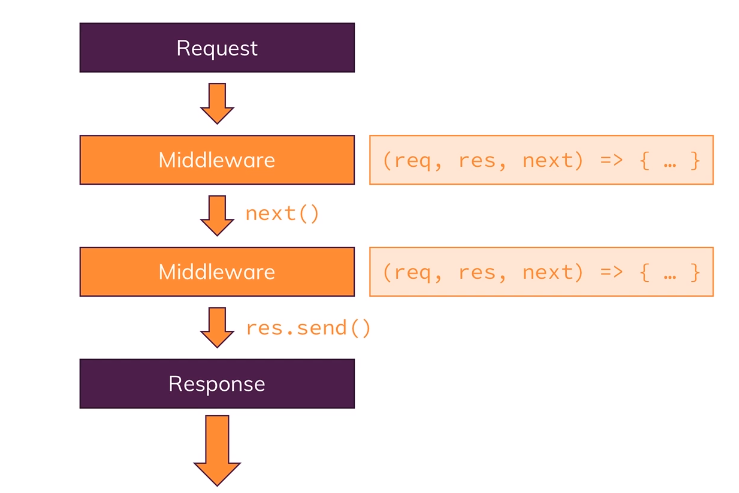 Request
Middleware
(req, res, next) => { … }
next()
Middleware
(req, res, next) => { … }
res.send()
Response